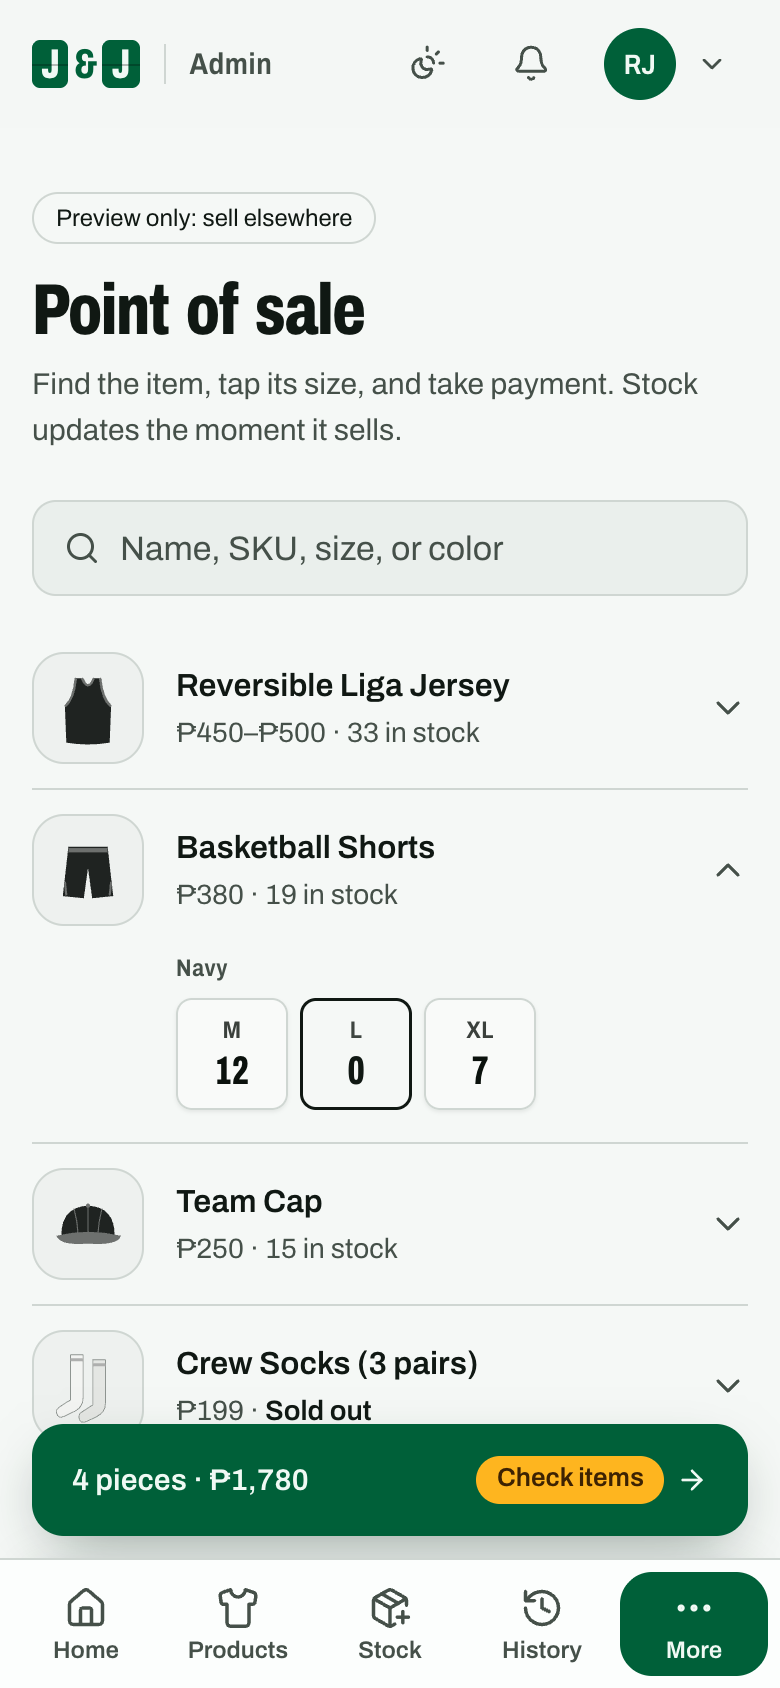 J & J Admin RJ
Preview only: sell elsewhere
Point of sale
Find the item, tap its size, and take payment. Stock
updates the moment it sells.
Name, SKU, size, or color
Reversible Liga Jersey
₱450–₱500 · 33 in stock
Basketball Shorts
₱380 · 19 in stock
Navy
M L XL
12 0 7
Team Cap
₱250 · 15 in stock
Crew Socks (3 pairs)
₱199 · Sold out
4 pieces · ₱1,780 Check items
Home Products Stock History More